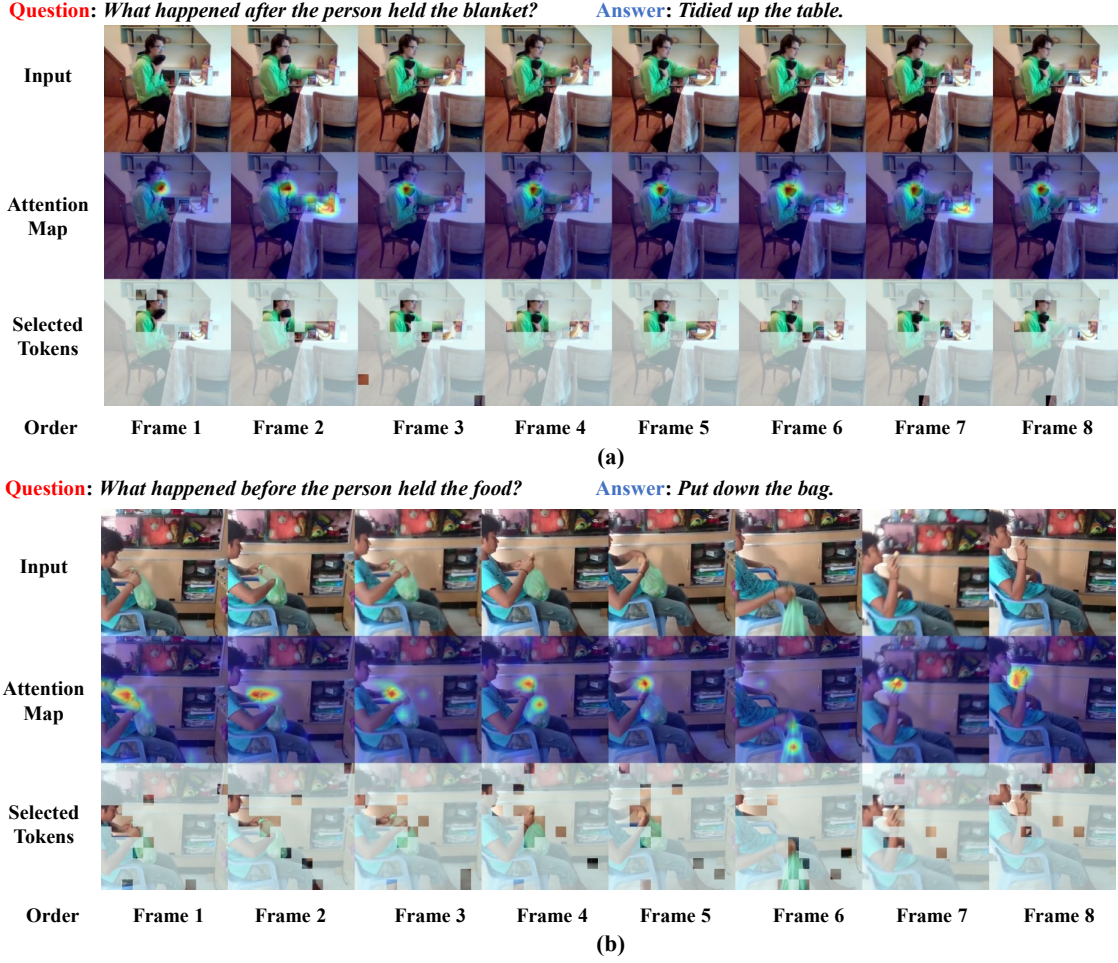 Question: What happened after the person held the blanket? Answer: Tidied up the table.
Input
Attention
Map
Selected
Tokens
Order Frame 1 Frame 2 Frame 3 Frame 4 Frame 5 Frame 6 Frame 7 Frame 8
(a)
Question: What happened before the person held the food? Answer: Put down the bag.
Input
Attention
Map
Selected
Tokens
Order Frame 1 Frame 2 Frame 3 Frame 4 Frame 5 Frame 6 Frame 7 Frame 8
(b)